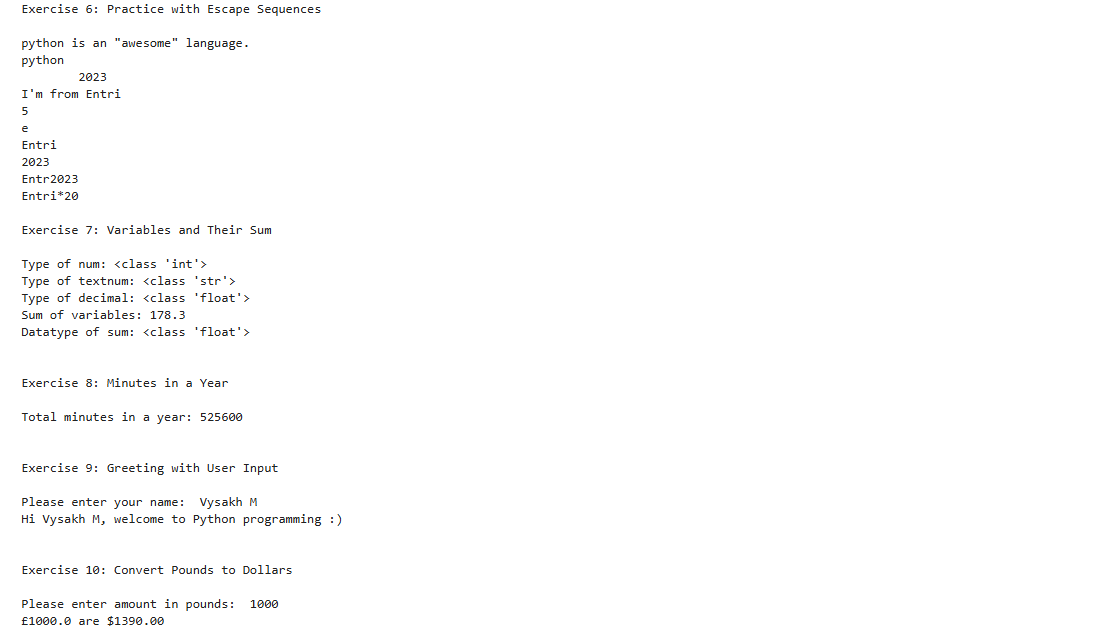 Exercise 6: Practice with Escape Sequences
python is an "awesome" language.
python
2023
I'm from Entri
5
e
Entri
2023
Entr2023
Entri*20
Exercise 7: Variables and Their Sum
Type of num: <class 'int'>
Type of textnum: <class 'str'>
Type of decimal: <class 'float'>
Sum of variables: 178.3
Datatype of sum: <class 'float'>
Exercise 8: Minutes in a Year
Total minutes in a year: 525600
Exercise 9: Greeting with User Input
Please enter your name:  Vysakh M
Hi Vysakh M, welcome to Python programming :)
Exercise 10: Convert Pounds to Dollars
Please enter amount in pounds:  1000
£1000.0 are $1390.00